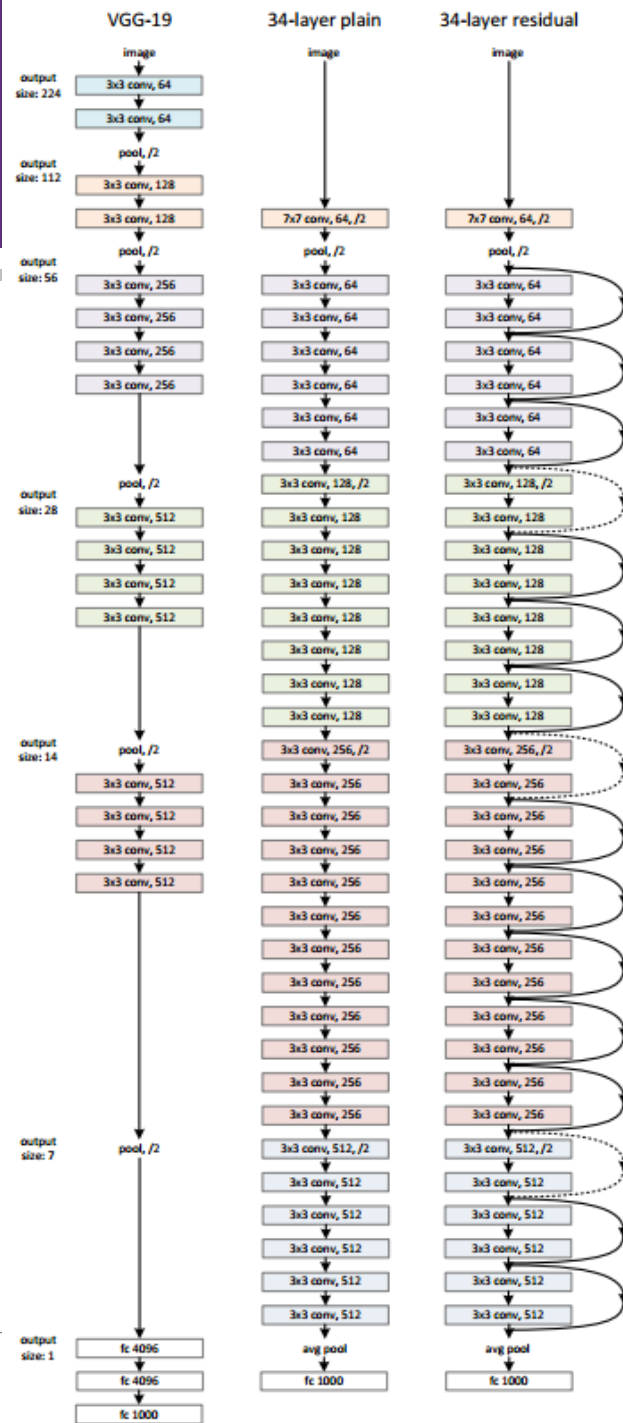 VGG-19
image
output
size: 224
3x3 conv, 64
3x3 conv, 64
pool, /2
output
size: 112
3x3 conv, 128
3x3 conv, 128
pool, /2
output
size: 56
3x3 conv, 256
3x3 conv, 256
3x3 conv, 256
3x3 conv, 256
pool, /2
output
size: 28
3x3 conv, 512
3x3 conv, 512
3x3 conv, 512
3x3 conv, 512
pool, /2
output
size: 14
3x3 conv, 512
3x3 conv, 512
3x3 conv, 512
3x3 conv, 512
pool, /2
output
size: 7
output
size: 1
fc 4096
fc 4096
fc 1000
34-layer plain
image
7x7 conv, 64, /2
pool, /2
3x3 conv, 64
3x3 conv, 64
3x3 conv, 64
3x3 conv, 64
3x3 conv, 64
3x3 conv, 64
3x3 conv, 128, /2
3x3 conv, 128
3x3 conv, 128
3x3 conv, 128
3x3 conv, 128
3x3 conv, 128
3x3 conv, 128
3x3 conv, 128
3x3 conv, 256, /2
3x3 conv, 256
3x3 conv, 256
3x3 conv, 256
3x3 conv, 256
3x3 conv, 256
3x3 conv, 256
3x3 conv, 256
3x3 conv, 256
3x3 conv, 256
3x3 conv, 256
3x3 conv, 256
3x3 conv, 512, /2
3x3 conv, 512
3x3 conv, 512
3x3 conv, 512
3x3 conv, 512
3x3 conv, 512
avg pool
fc 1000
34-layer residual
image
7x7 conv, 64, /2
pool, /2
3x3 conv, 64
3x3 conv, 64
3x3 conv, 64
3x3 conv, 64
3x3 conv, 64
3x3 conv, 64
3x3 conv, 128, /2
3x3 conv, 128
3x3 conv, 128
3x3 conv, 128
3x3 conv, 128
3x3 conv, 128
3x3 conv, 128
3x3 conv, 128
3x3 conv, 256, /2
3x3 conv, 256
3x3 conv, 256
3x3 conv, 256
3x3 conv, 256
3x3 conv, 256
3x3 conv, 256
3x3 conv, 256
3x3 conv, 256
3x3 conv, 256
3x3 conv, 256
3x3 conv, 256
3x3 conv, 512, /2
3x3 conv, 512
3x3 conv, 512
3x3 conv, 512
3x3 conv, 512
3x3 conv, 512
avg pool
fc 1000